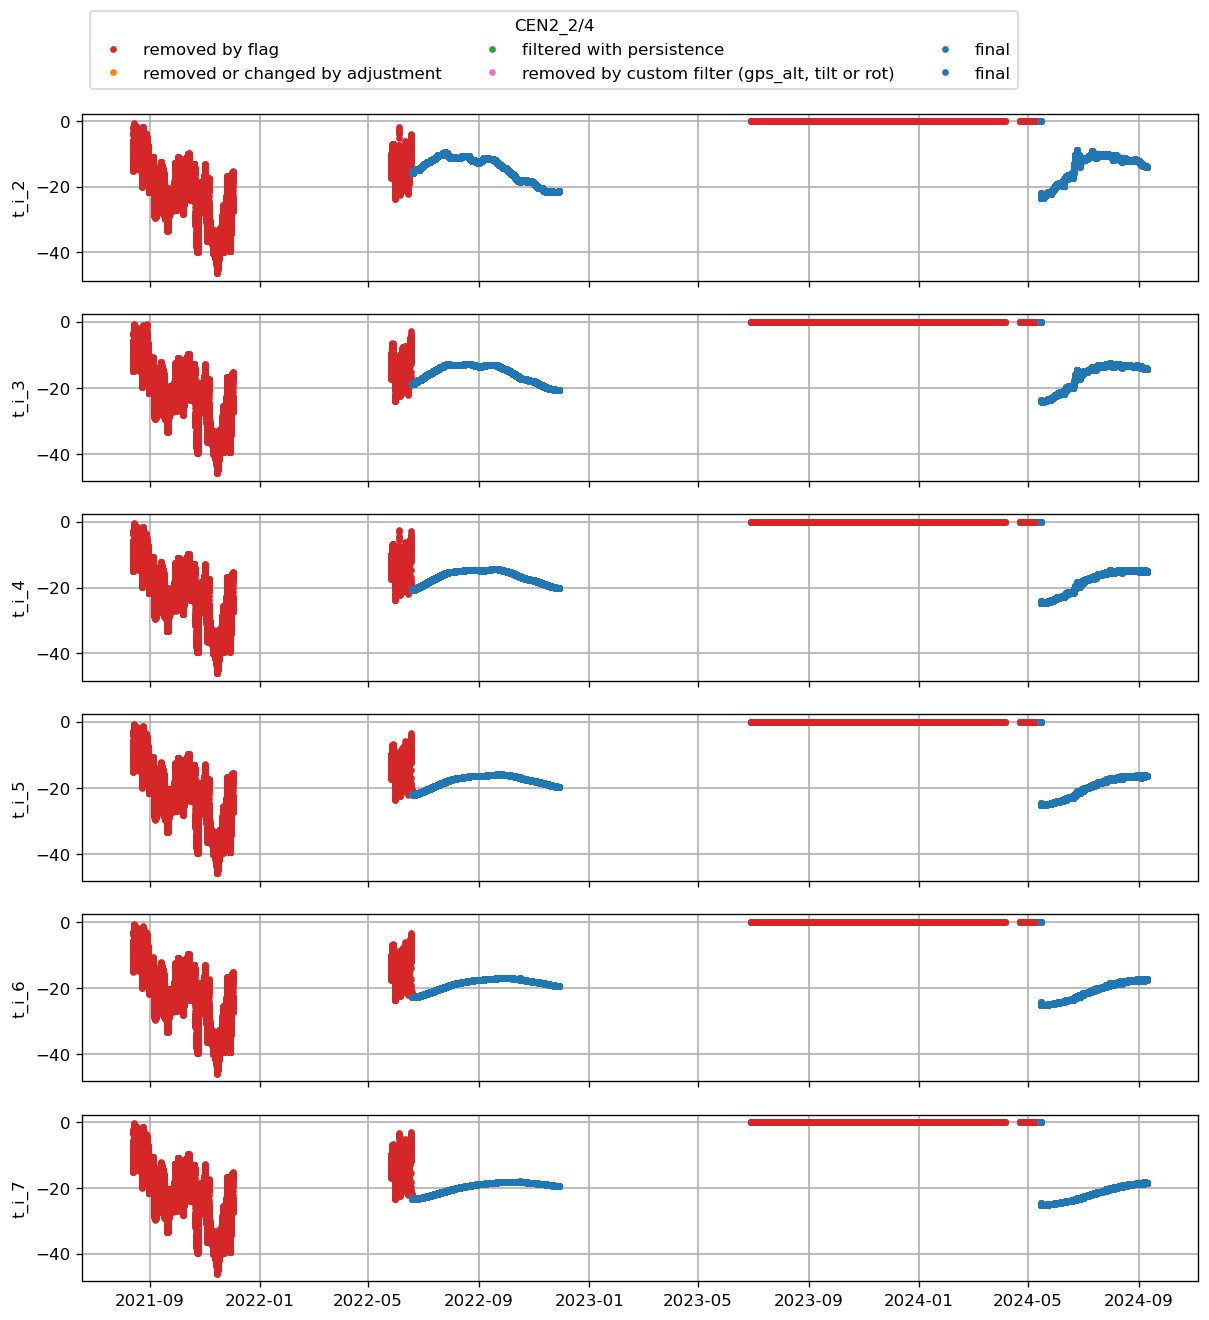 CEN2_2/4
removed by flag
filtered with persistence
final
removed or changed by adjustment
removed by custom filter (gps_alt, tilt or rot)
final
0
−20
−40
t_i_2
0
−20
−40
t_i_3
0
−20
−40
t_i_4
0
−20
−40
t_i_5
0
−20
−40
t_i_6
0
−20
−40
t_i_7
2021-09 2022-01 2022-05 2022-09 2023-01 2023-05 2023-09 2024-01 2024-05 2024-09